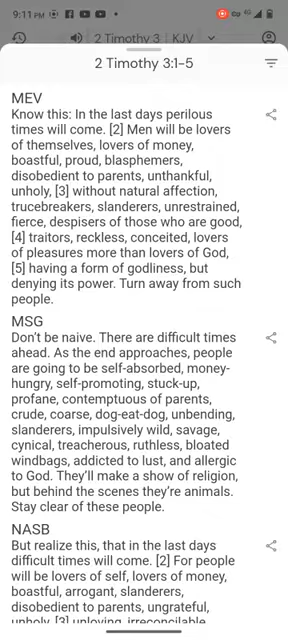 9:11 PM 4G
2 Timothy 3 KJV
2 Timothy 3:1-5
MEV
Know this: In the last days perilous
times will come. [2] Men will be lovers
of themselves, lovers of money,
boastful, proud, blasphemers,
disobedient to parents, unthankful,
unholy, [3] without natural affection,
trucebreakers, slanderers, unrestrained,
fierce, despisers of those who are good,
[4] traitors, reckless, conceited, lovers
of pleasures more than lovers of God,
[5] having a form of godliness, but
denying its power. Turn away from such
people.
MSG
Don't be naive. There are difficult times
ahead. As the end approaches, people
are going to be self-absorbed, money-
hungry, self-promoting, stuck-up,
profane, contemptuous of parents,
crude, coarse, dog-eat-dog, unbending,
slanderers, impulsively wild, savage,
cynical, treacherous, ruthless, bloated
windbags, addicted to lust, and allergic
to God. They'll make a show of religion,
but behind the scenes they're animals.
Stay clear of these people.
NASB
But realize this, that in the last days
difficult times will come. [2] For people
will be lovers of self, lovers of money,
boastful, arrogant, slanderers,
disobedient to parents, ungrateful,
unholy, [3] unloving, irreconcilable,